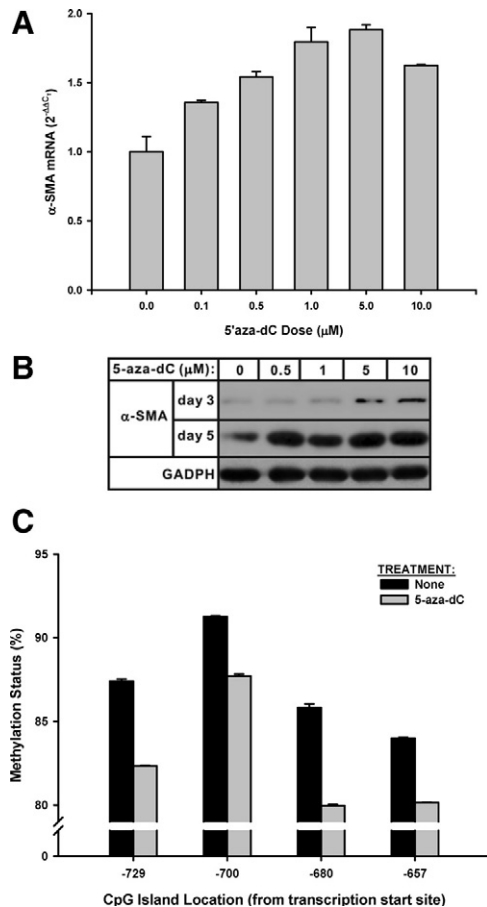 A
α-SMA mRNA (2^-ΔΔCT)
2.0
1.5
1.0
0.5
0.0
0.0 0.1 0.5 1.0 5.0 10.0
5'aza-dC Dose (μM)
B
5-aza-dC (μM): 0 0.5 1 5 10
α-SMA
day 3
day 5
GADPH
C
Methylation Status (%)
95
90
85
80
0
TREATMENT:
None
5-aza-dC
-729 -700 -680 -657
CpG Island Location (from transcription start site)